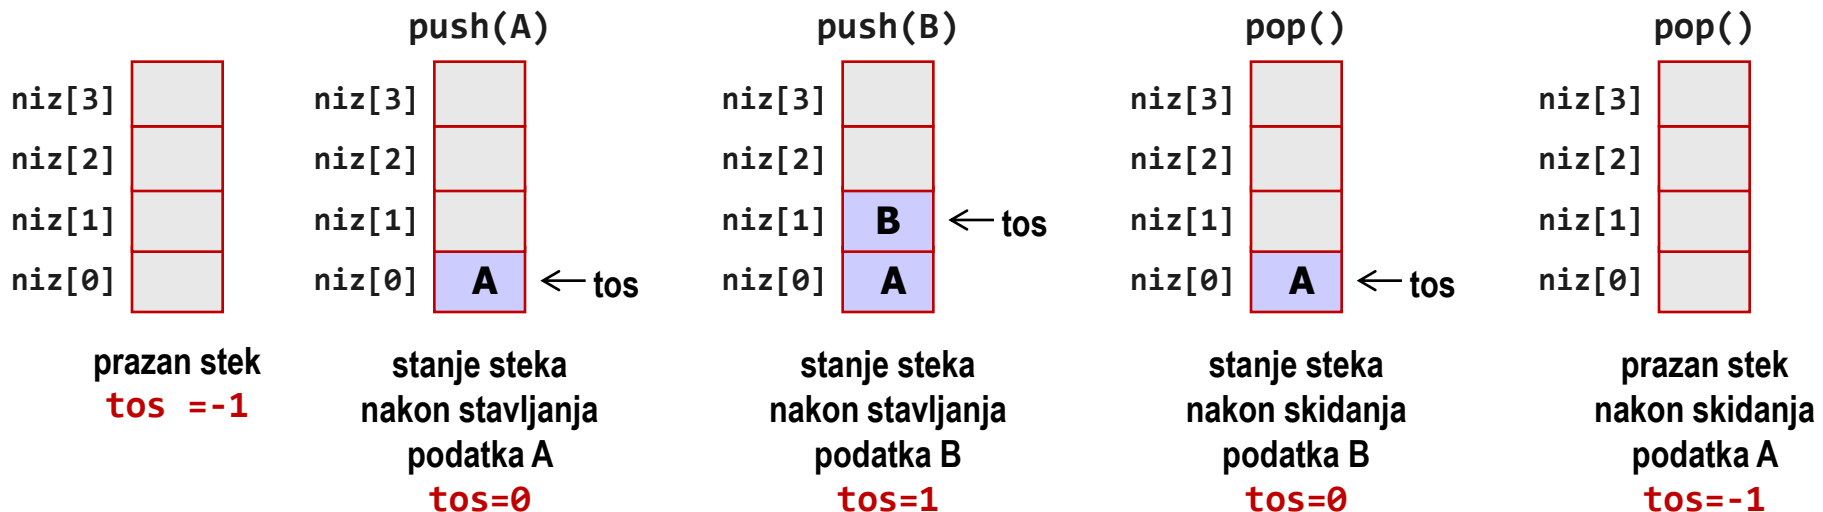 push(A)
push(B)
pop()
pop()
niz[3]
niz[2]
niz[1]
niz[0]
prazan stek
tos =-1
niz[3]
niz[2]
niz[1]
niz[0]
A
tos
stanje steka
nakon stavljanja
podatka A
tos=0
niz[3]
niz[2]
niz[1]
niz[0]
B
A
tos
stanje steka
nakon stavljanja
podatka B
tos=1
niz[3]
niz[2]
niz[1]
niz[0]
A
tos
stanje steka
nakon skidanja
podatka B
tos=0
niz[3]
niz[2]
niz[1]
niz[0]
prazan stek
nakon skidanja
podatka A
tos=-1